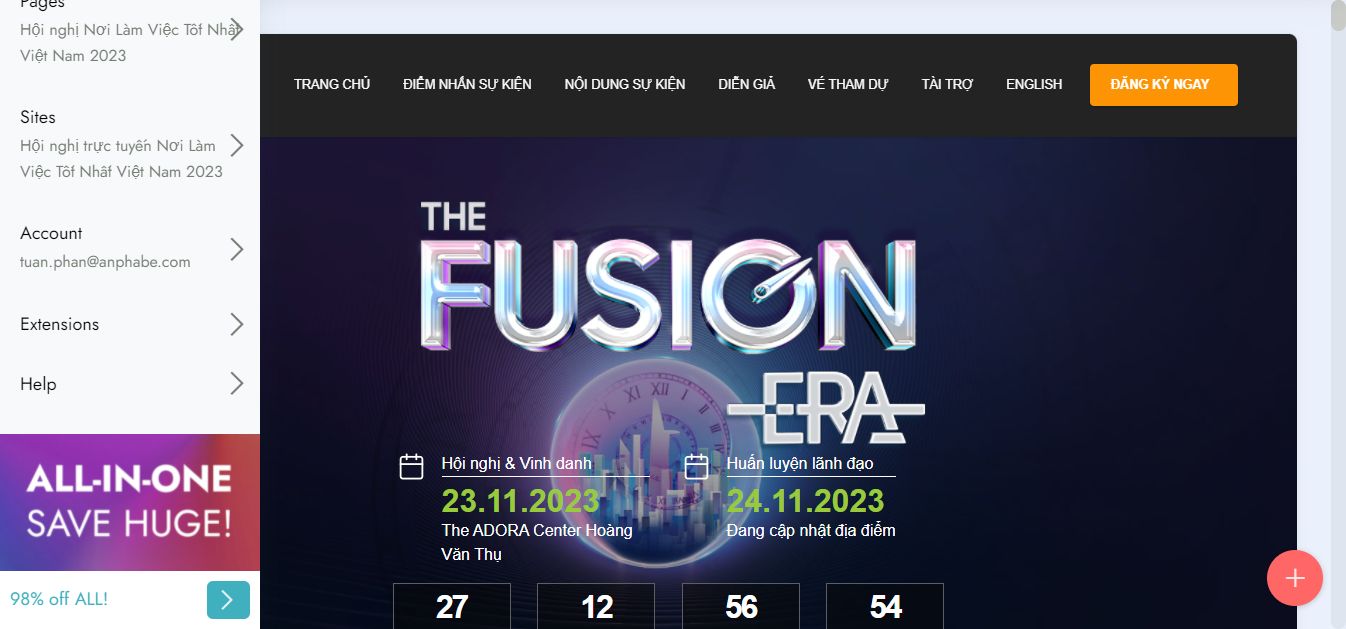 Pages
Hội nghị Nơi Làm Việc Tốt Nhất
Việt Nam 2023
Sites
Hội nghị trực tuyến Nơi Làm
Việc Tốt Nhất Việt Nam 2023
Account
tuan.phan@anphabe.com
Extensions
Help
ALL-IN-ONE
SAVE HUGE!
98% off ALL!
TRANG CHỦ ĐIỂM NHẤN SỰ KIỆN NỘI DUNG SỰ KIỆN DIỄN GIẢ VÉ THAM DỰ TÀI TRỢ ENGLISH ĐĂNG KÝ NGAY
THE
FUSION
ERA
Hội nghị & Vinh danh
23.11.2023
The ADORA Center Hoàng
Văn Thụ
Huấn luyện lãnh đạo
24.11.2023
Đang cập nhật địa điểm
27 12 56 54